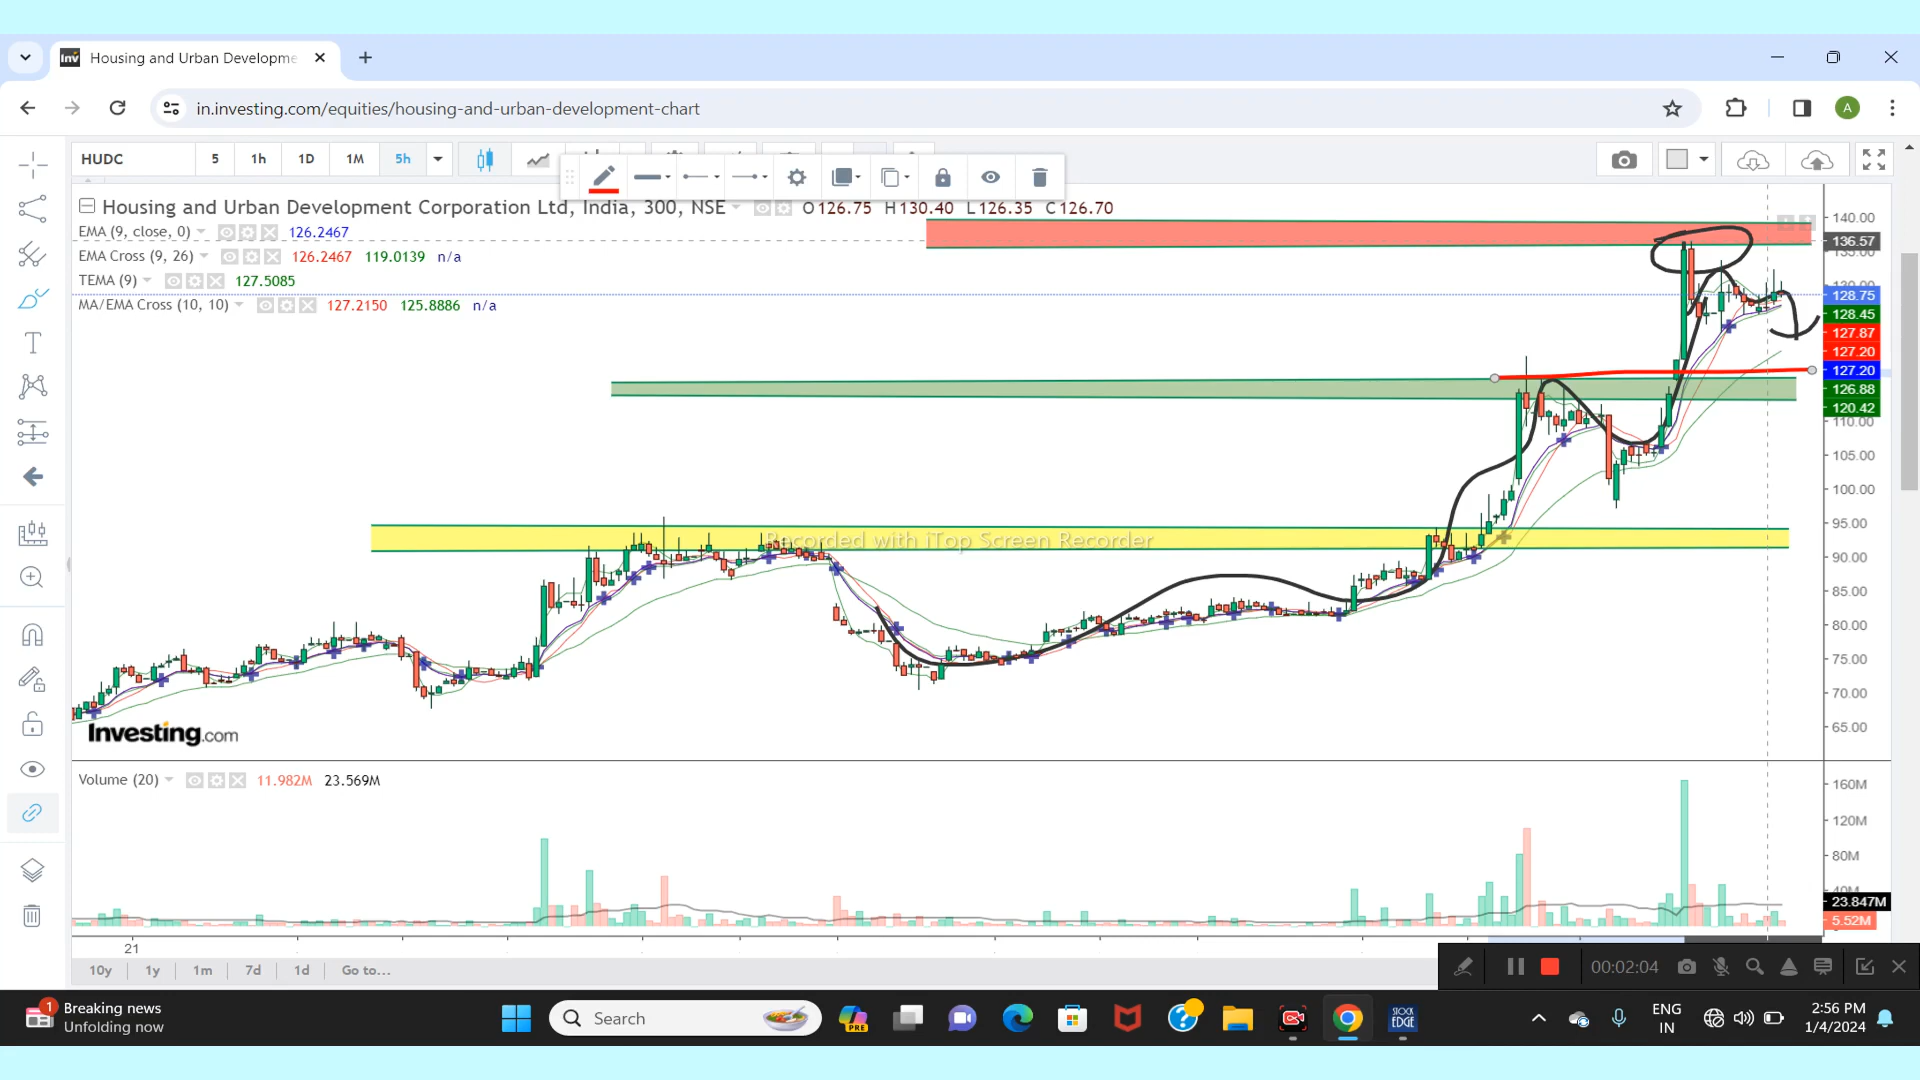 Housing and Urban Developme
in.investing.com/equities/housing-and-urban-development-chart
A
HUDC 5 1h 1D 1M 5h
Housing and Urban Development Corporation Ltd, India, 300, NSE O126.75 H130.40 L126.35 C126.70
EMA (9, close, 0) 126.2467
EMA Cross (9, 26) 126.2467 119.0139 n/a
TEMA (9) 127.5085
MA/EMA Cross (10, 10) 127.2150 125.8886 n/a
140.00
136.57
128.75
128.45
127.87
127.20
127.20
126.88
120.42
110.00
105.00
100.00
95.00
90.00
85.00
80.00
75.00
70.00
65.00
Recorded with iTop Screen Recorder
Investing.com
Volume (20) 11.982M 23.569M
160M
120M
80M
23.847M
5.52M
21
10y 1y 1m 7d 1d Go to...
00:02:04
1
Breaking news
Unfolding now
Search
PRE
STOCK
EDGE
ENG
IN
2:56 PM
1/4/2024